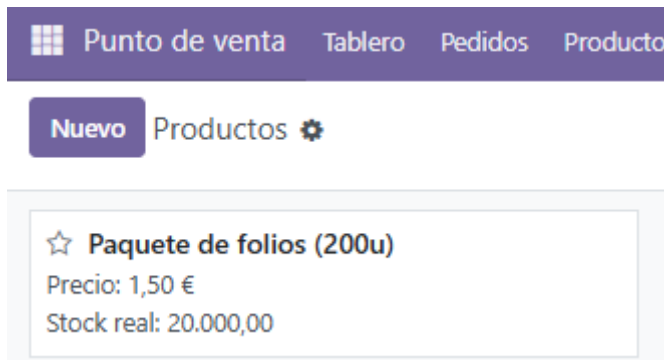 Punto de venta Tablero Pedidos Producto
Nuevo Productos
Paquete de folios (200u)
Precio: 1,50 €
Stock real: 20.000,00